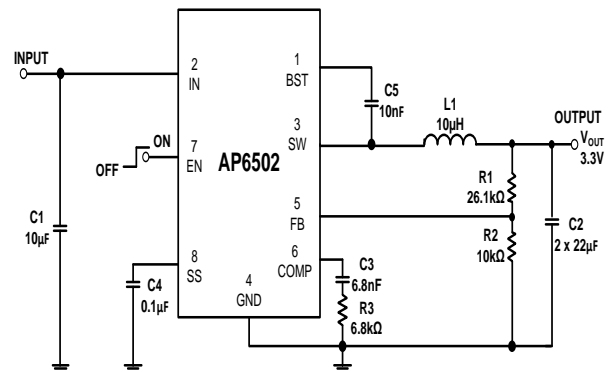 INPUT
2
IN
1
BST
C5
10nF
L1
10µH
OUTPUT
VOUT
3.3V
ON
OFF
7
EN
AP6502
3
SW
R1
26.1kΩ
C1
10µF
5
FB
R2
10kΩ
C2
2 x 22µF
8
SS
C4
0.1µF
4
GND
6
COMP
C3
6.8nF
R3
6.8kΩ